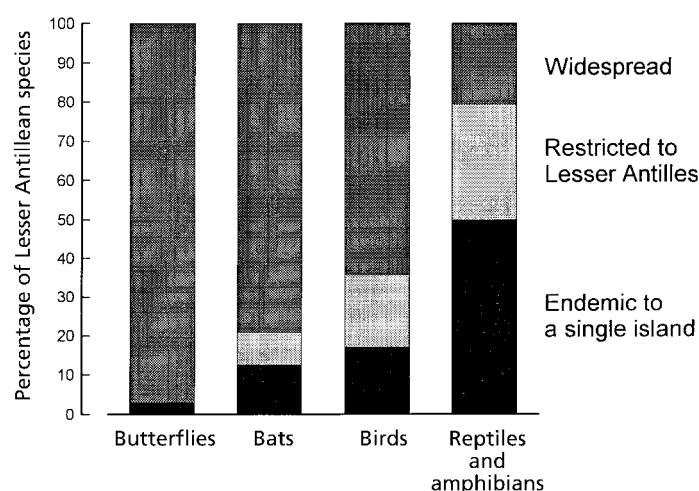 Percentage of Lesser Antillean species
100
90
80
70
60
50
40
30
20
10
0
Widespread
Restricted to
Lesser Antilles
Endemic to
a single island
Butterflies
Bats
Birds
Reptiles
and
amphibians